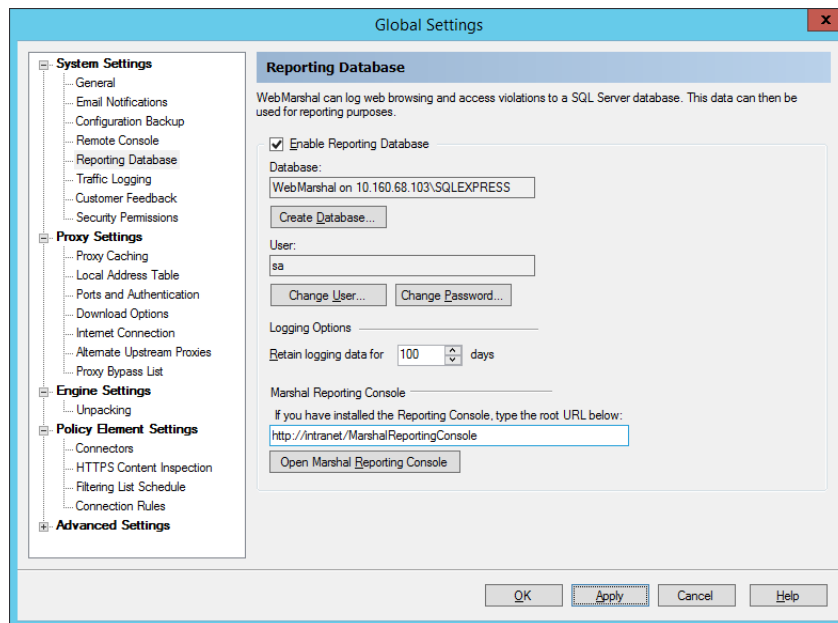 Global Settings
x
System Settings
General
Email Notifications
Configuration Backup
Remote Console
Reporting Database
Traffic Logging
Customer Feedback
Security Permissions
Proxy Settings
Proxy Caching
Local Address Table
Ports and Authentication
Download Options
Internet Connection
Alternate Upstream Proxies
Proxy Bypass List
Engine Settings
Unpacking
Policy Element Settings
Connectors
HTTPS Content Inspection
Filtering List Schedule
Connection Rules
Advanced Settings
Reporting Database
WebMarshal can log web browsing and access violations to a SQL Server database. This data can then be
used for reporting purposes.
Enable Reporting Database
Database:
WebMarshal on 10.160.68.103\SQLEXPRESS
Create Database...
User:
sa
Change User... Change Password...
Logging Options
Retain logging data for 100 days
Marshal Reporting Console
If you have installed the Reporting Console, type the root URL below:
http://intranet/MarshalReportingConsole
Open Marshal Reporting Console
OK Apply Cancel Help